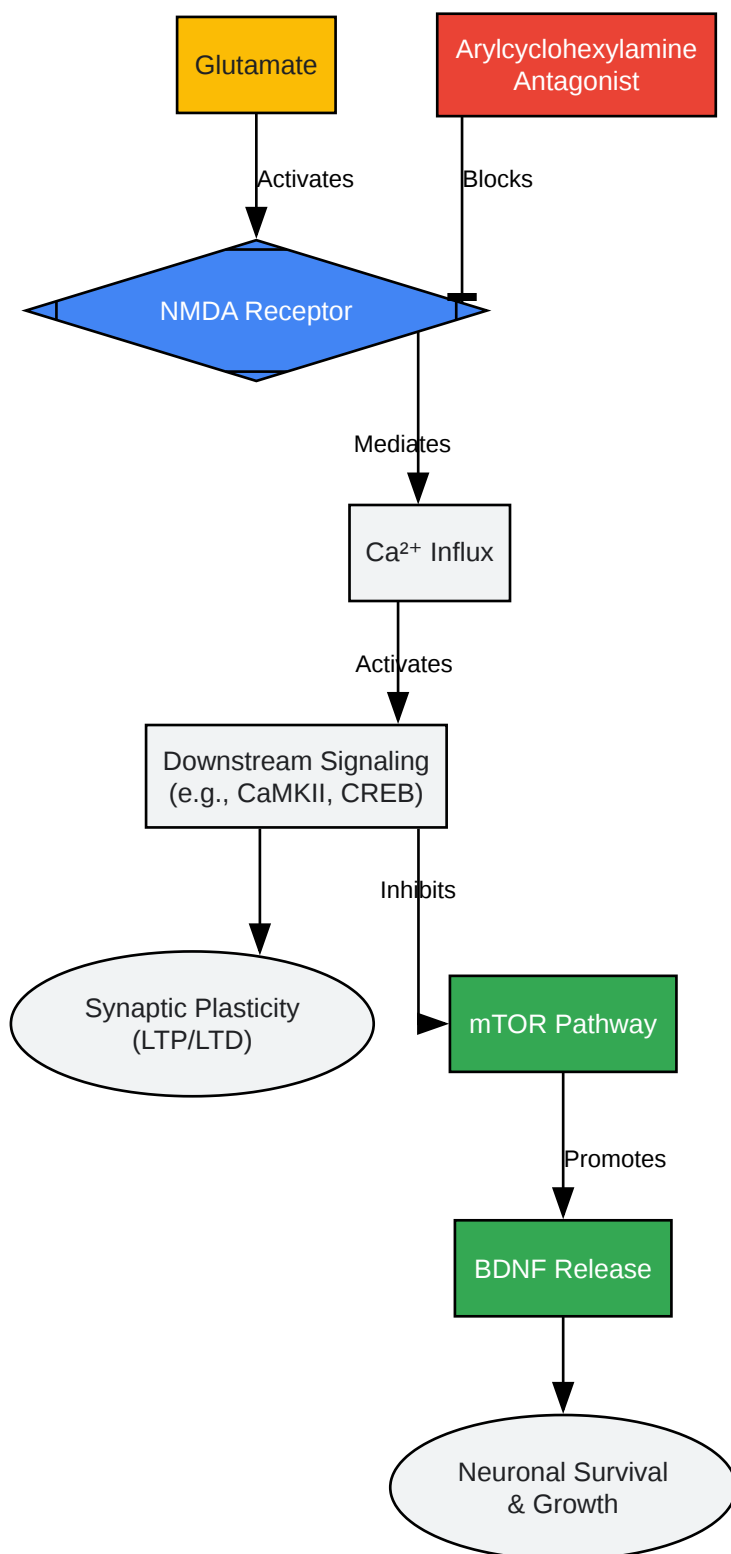 Glutamate
Arylcyclohexylamine
Antagonist
Activates
Blocks
NMDA Receptor
Mediates
Ca²⁺ Influx
Activates
Downstream Signaling
(e.g., CaMKII, CREB)
Inhibits
Synaptic Plasticity
(LTP/LTD)
mTOR Pathway
Promotes
BDNF Release
Neuronal Survival
& Growth